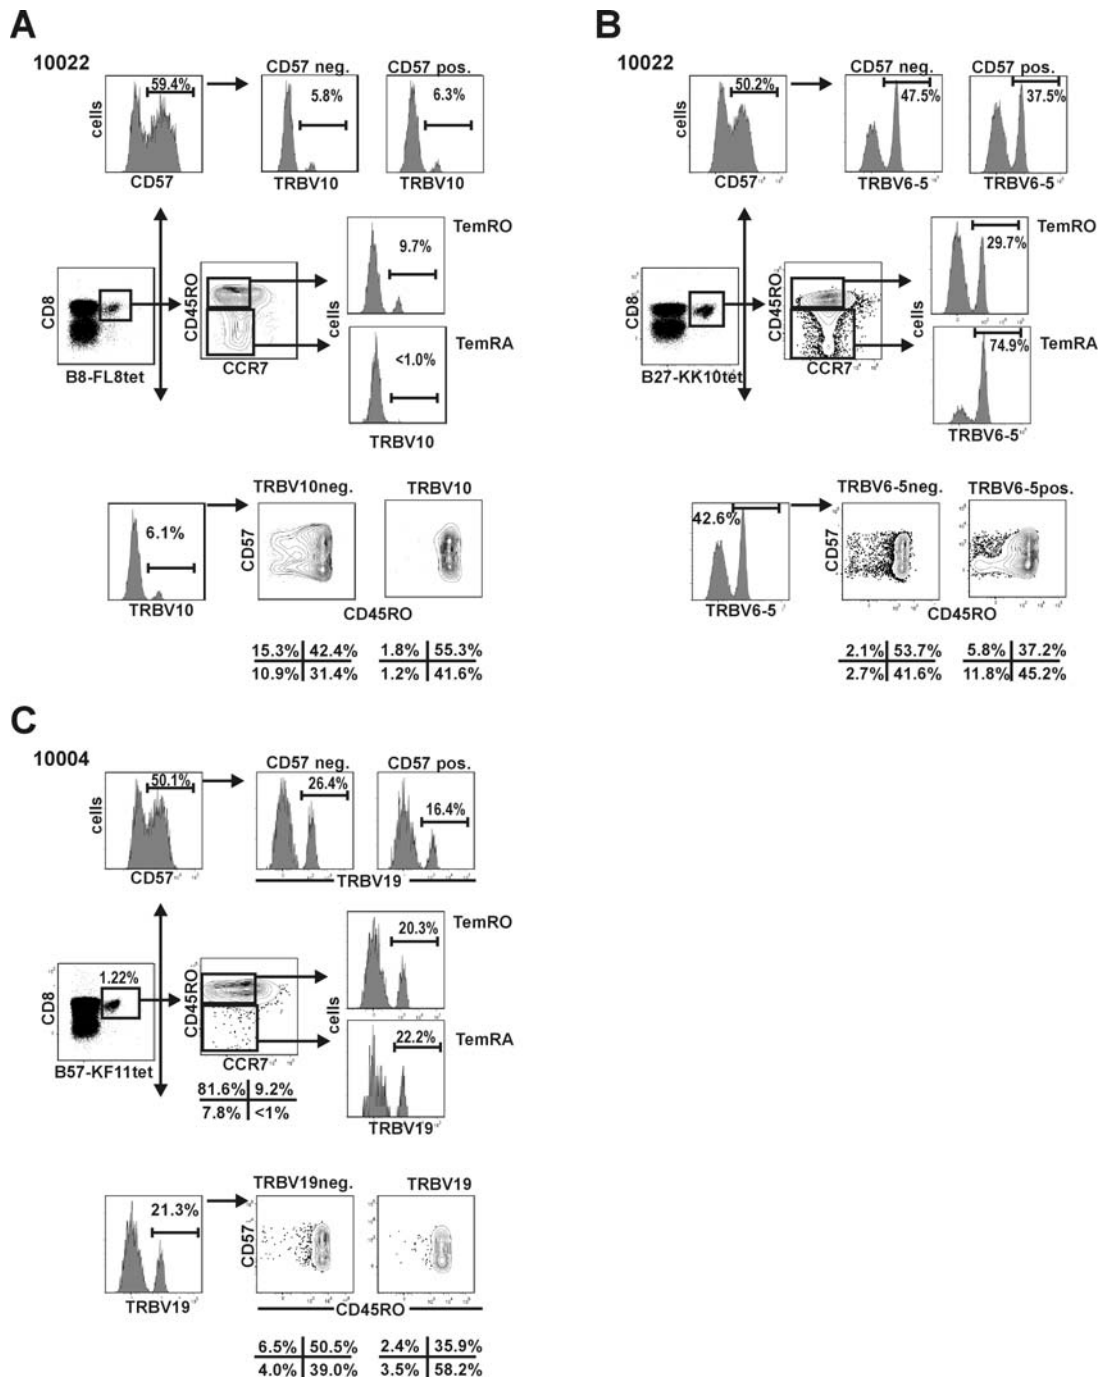 A
10022
59.4%
cells
CD57
CD57 neg.
5.8%
TRBV10
CD57 pos.
6.3%
TRBV10
CD8
B8-FL8tet
CD45RO
CCR7
TemRO
9.7%
cells
TemRA
<1.0%
TRBV10
6.1%
TRBV10
TRBV10neg.
TRBV10
CD57
CD45RO
15.3% 42.4%
10.9% 31.4%
1.8% 55.3%
1.2% 41.6%
B
10022
50.2%
cells
CD57
CD57 neg.
47.5%
TRBV6-5
CD57 pos.
37.5%
TRBV6-5
CD8
B27-KK10tet
CD45RO
CCR7
TemRO
29.7%
cells
TemRA
74.9%
TRBV6-5
42.6%
TRBV6-5
TRBV6-5neg.
TRBV6-5pos.
CD57
CD45RO
2.1% 53.7%
2.7% 41.6%
5.8% 37.2%
11.8% 45.2%
C
10004
50.1%
cells
CD57
CD57 neg.
26.4%
CD57 pos.
16.4%
TRBV19
1.22%
CD8
B57-KF11tet
CD45RO
CCR7
81.6% 9.2%
7.8% <1%
TemRO
20.3%
cells
TemRA
22.2%
TRBV19
21.3%
TRBV19
TRBV19neg.
TRBV19
CD57
CD45RO
6.5% 50.5%
4.0% 39.0%
2.4% 35.9%
3.5% 58.2%